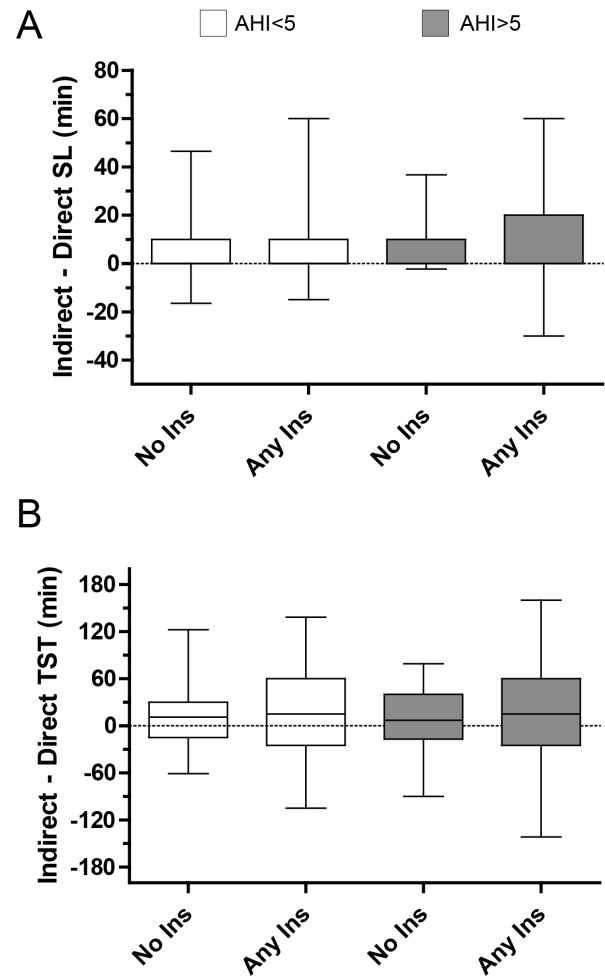 A
AHI<5 AHI>5
Indirect - Direct SL (min)
80
60
40
20
0
-20
-40
No Ins Any Ins No Ins Any Ins
B
Indirect - Direct TST (min)
180
120
60
0
-60
-120
-180
No Ins Any Ins No Ins Any Ins